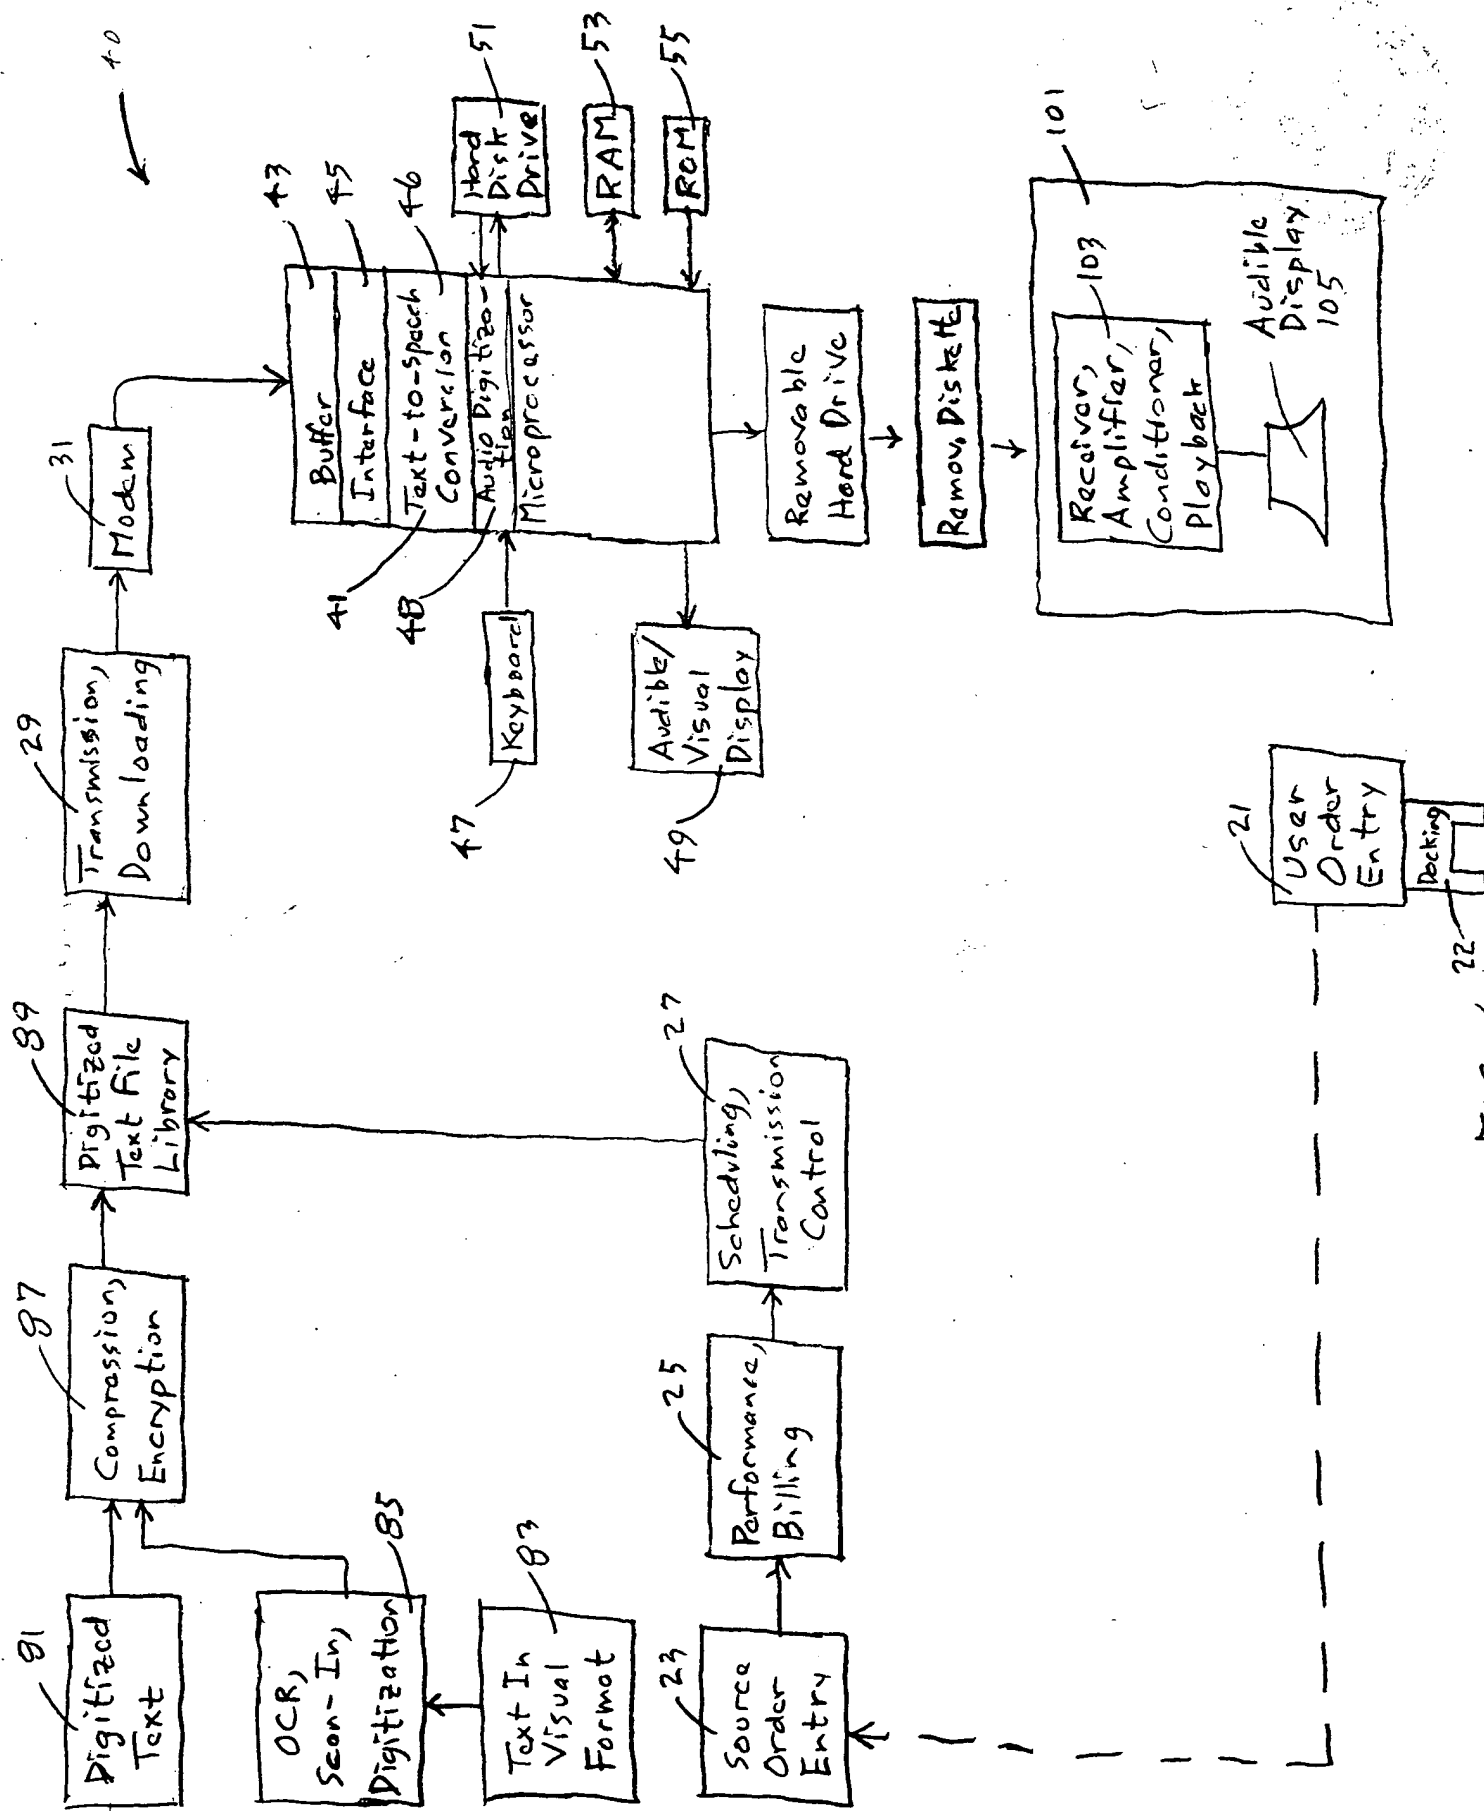 81
Digitized
Text
87
Compression,
Encryption
89
Digitized
Text File
Library
29
Transmission,
Downloading
31
Modem
40
OCR,
Scan-In,
Digitization
85
Text In
Visual
Format
83
43
Buffer
45
Interface
46
Text-to-Speech
Conversion
41
Audio Digitiza-
tion
48
Microprocessor
Keyboard
47
Audible/
Visual
Display
49
Hard
Disk
Drive
51
RAM
53
ROM
55
23
Source
Order
Entry
25
Performance,
Billing
27
Scheduling,
Transmission
Control
Removable
Hard Drive
Remov. Diskette
101
Receiver,
Amplifier,
Conditioner,
Playback
103
Audible
Display
105
21
User
Order
Entry
Docking
22